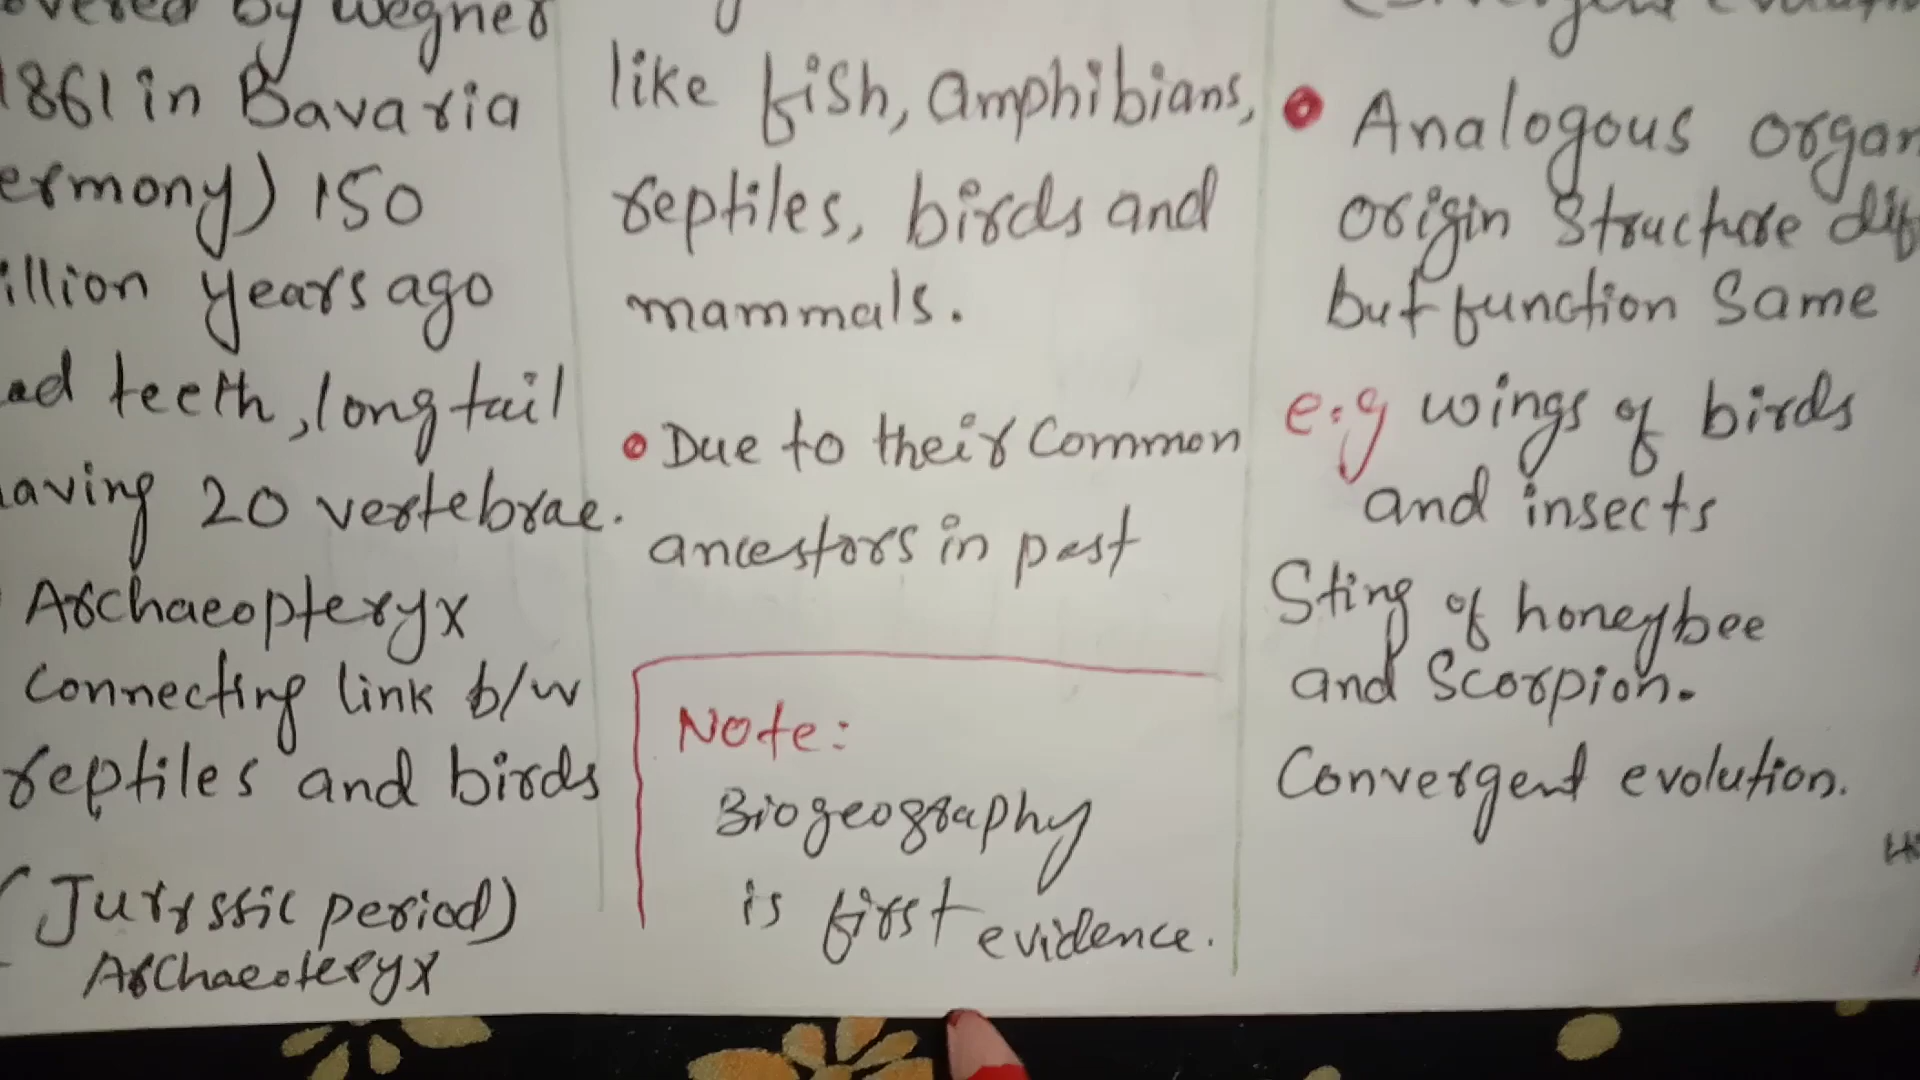 by Wegner
1861 in Bavaria
ermony) 150
illion years ago
ad teeth, long tail
aving 20 vertebrae.
Archaeopteryx
connecting link b/w
reptiles and birds
(Jurrssic period)
Archaeoteryx
like fish, amphibians,
reptiles, birds and
mammals.
• Due to their common
ancestors in past
Note:
Biogeography
is first evidence.
• Analogous organ
origin structure dif
but function same
e.g wings of birds
and insects
Sting of honeybee
and Scorpion.
Convergent evolution.